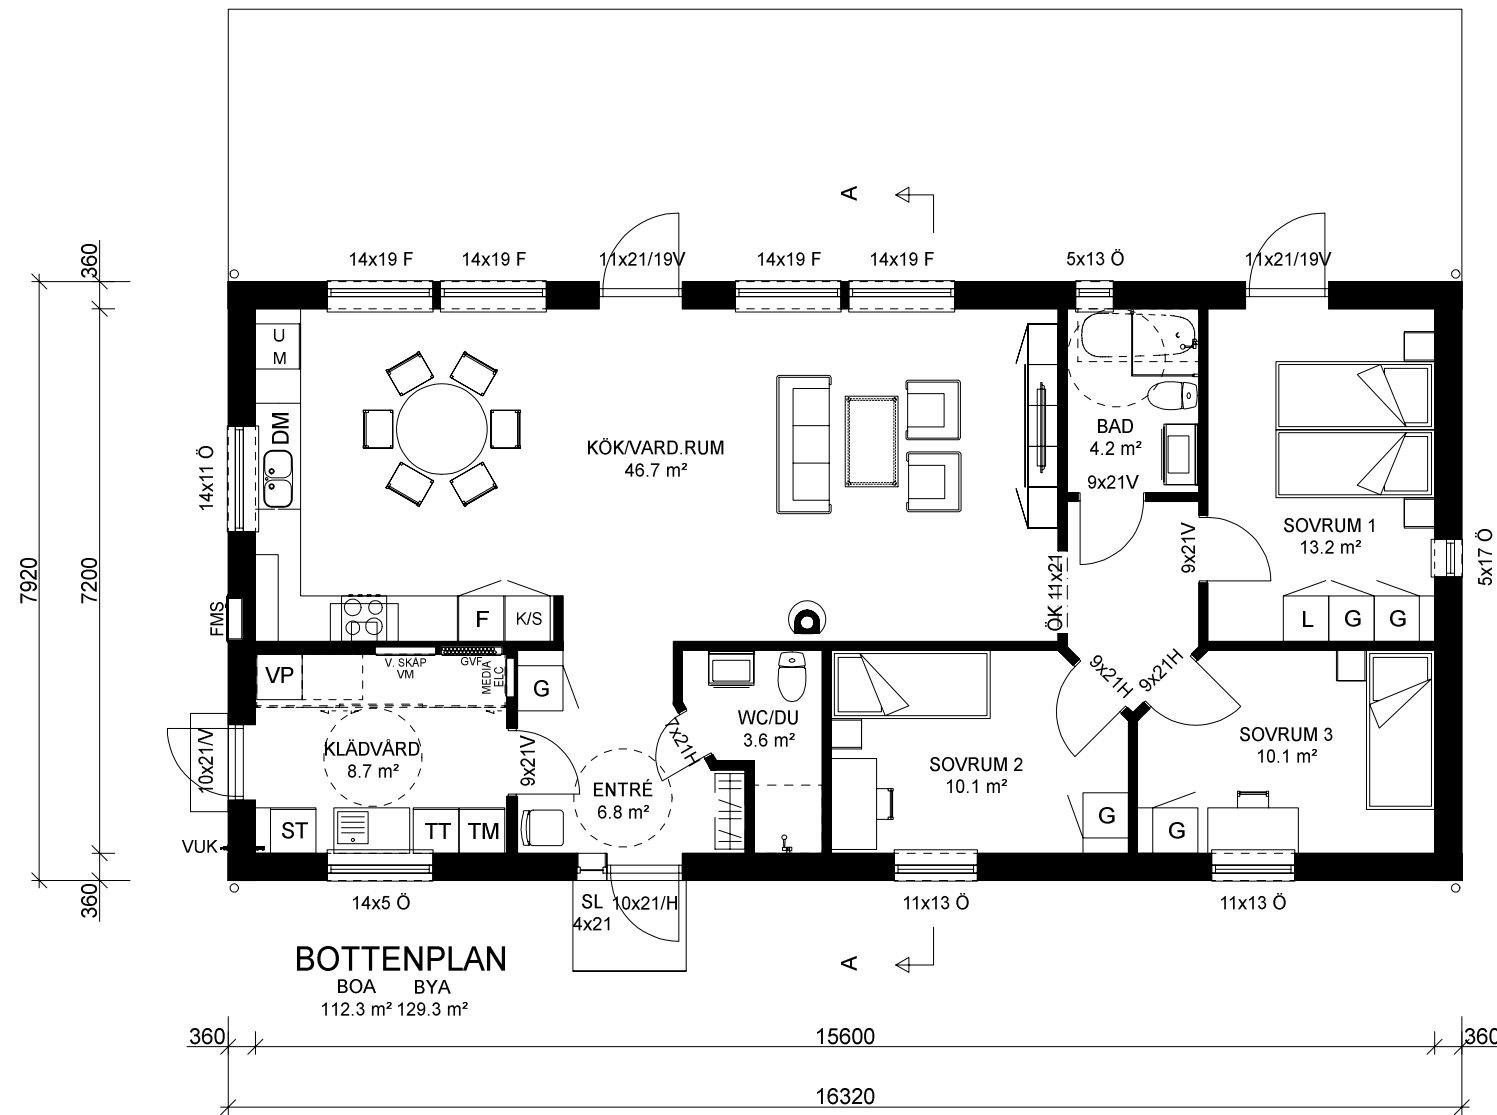 A
360
14x19 F
14x19 F
11x21/19V
14x19 F
14x19 F
5x13 Ö
11x21/19V
U
M
DM
14x11 Ö
KÖK/VARD.RUM
46.7 m²
BAD
4.2 m²
9x21V
SOVRUM 1
13.2 m²
9x21V
5x17 Ö
7920
7200
FMS
F
K/S
ÖK 11x21
L
G
G
VP
V. SKÅP
VM
GVF
MEDIA
ELC
G
9x21H
9x21H
KLÄDVÅRD
8.7 m²
10x21/V
9x21V
7x21H
WC/DU
3.6 m²
SOVRUM 2
10.1 m²
SOVRUM 3
10.1 m²
ENTRÉ
6.8 m²
ST
TT
TM
G
G
VUK
360
14x5 Ö
SL
4x21
10x21/H
11x13 Ö
11x13 Ö
A
BOTTENPLAN
BOA BYA
112.3 m² 129.3 m²
360
15600
360
16320